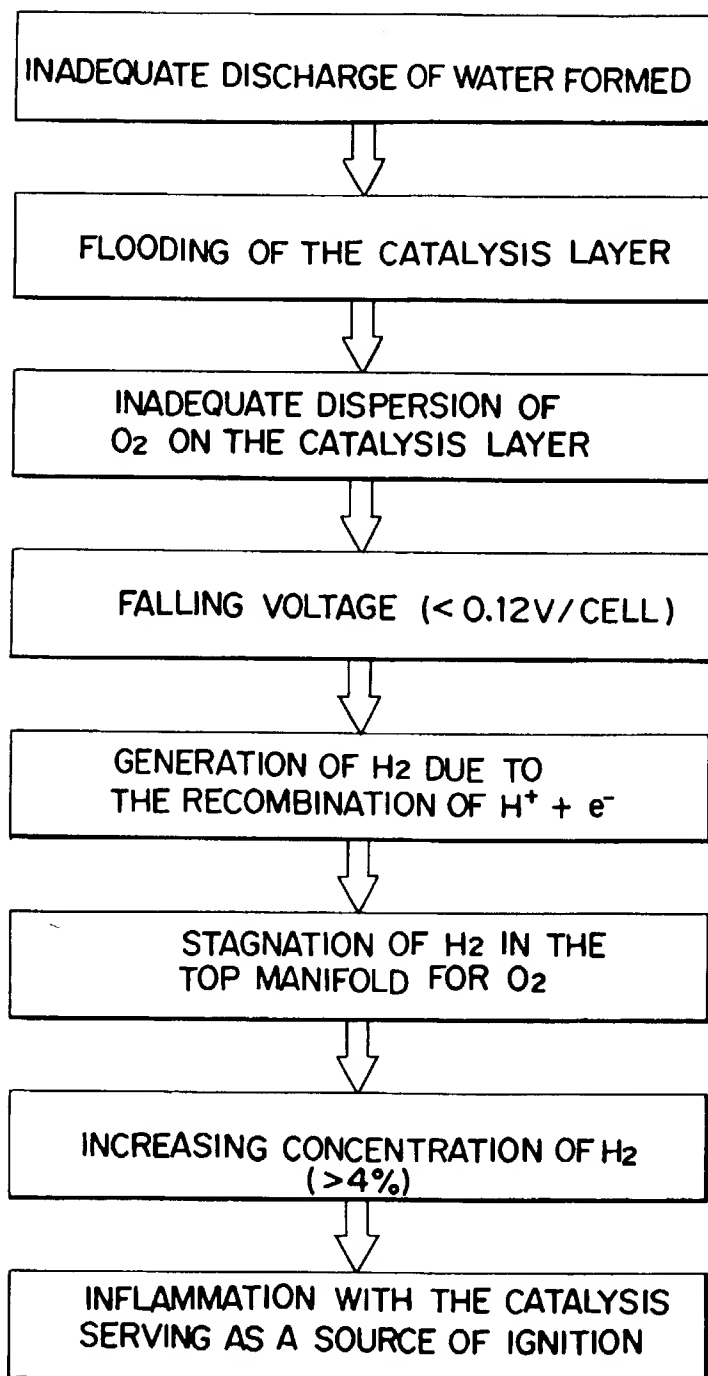 INADEQUATE DISCHARGE OF WATER FORMED
FLOODING OF THE CATALYSIS LAYER
INADEQUATE DISPERSION OF
O2 ON THE CATALYSIS LAYER
FALLING VOLTAGE (<0.12V/CELL)
GENERATION OF H2 DUE TO
THE RECOMBINATION OF H⁺ + e⁻
STAGNATION OF H2 IN THE
TOP MANIFOLD FOR O2
INCREASING CONCENTRATION OF H2
(>4%)
INFLAMMATION WITH THE CATALYSIS
SERVING AS A SOURCE OF IGNITION